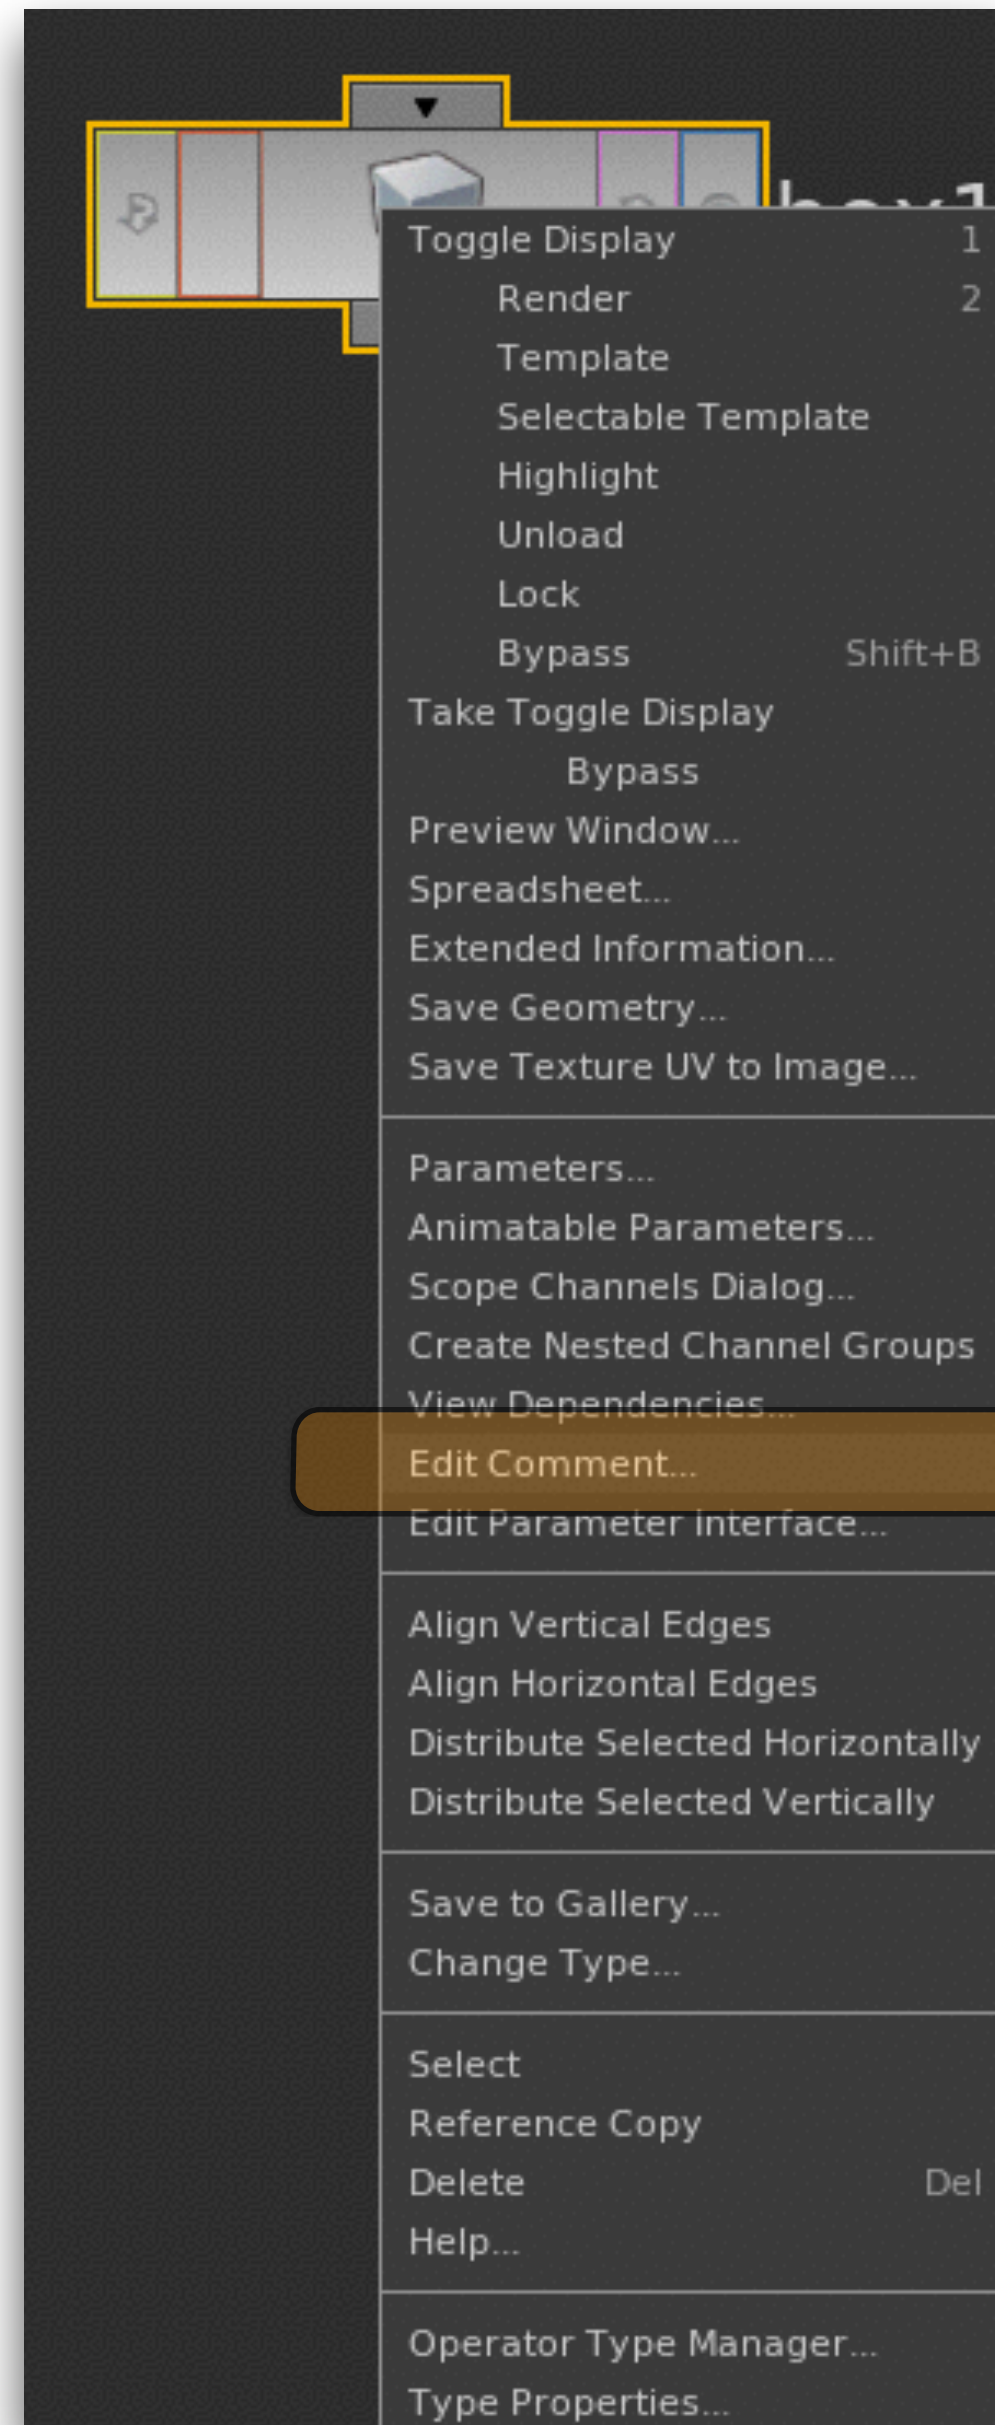 box1
Toggle Display 1
Render 2
Template
Selectable Template
Highlight
Unload
Lock
Bypass Shift+B
Take Toggle Display
Bypass
Preview Window...
Spreadsheet...
Extended Information...
Save Geometry...
Save Texture UV to Image...
Parameters...
Animatable Parameters...
Scope Channels Dialog...
Create Nested Channel Groups
View Dependencies...
Edit Comment...
Edit Parameter Interface...
Align Vertical Edges
Align Horizontal Edges
Distribute Selected Horizontally
Distribute Selected Vertically
Save to Gallery...
Change Type...
Select
Reference Copy
Delete Del
Help...
Operator Type Manager...
Type Properties...